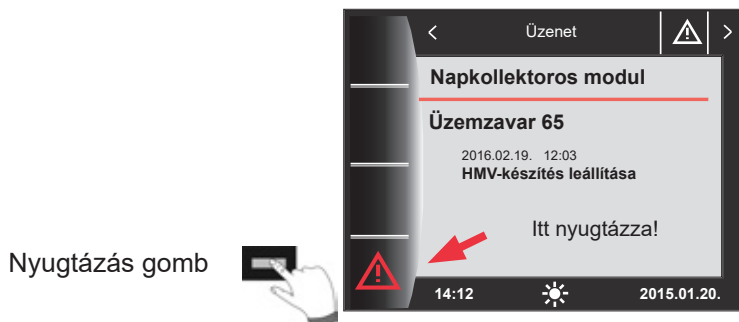 < Üzenet >
Napkollektoros modul
Üzemzavar 65
2016.02.19. 12:03
HMV-készítés leállítása
Itt nyugtázza!
Nyugtázás gomb
14:12 2015.01.20.